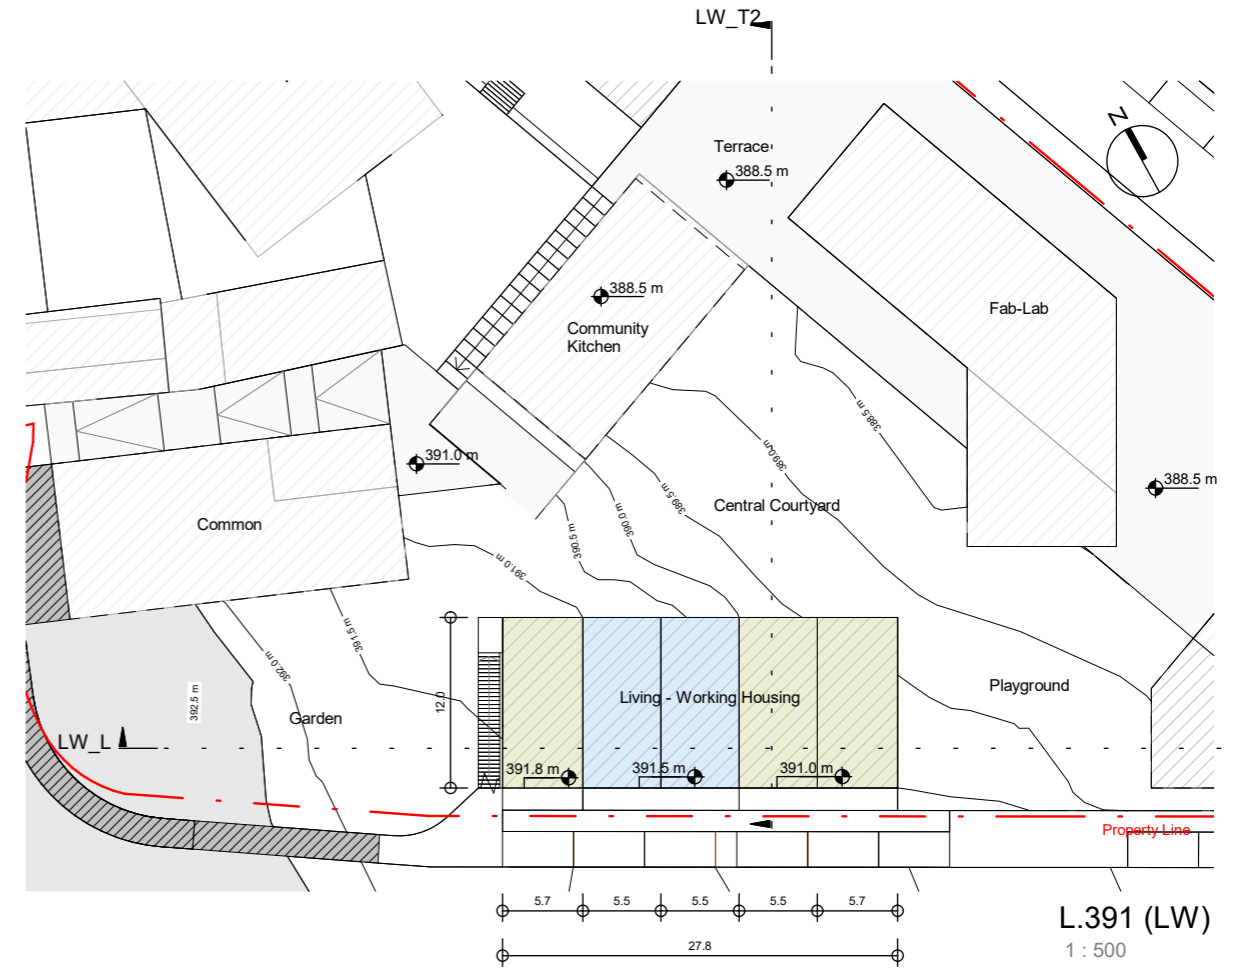 LW_T2
N
Terrace
388.5 m
388.5 m
Community
Kitchen
Fab-Lab
388.5 m
389.0 m
391.0 m
388.5 m
389.5 m
Central Courtyard
Common
390.0 m
390.5 m
391.0 m
391.5 m
392.0 m
392.5 m
Garden
12.0
Living - Working Housing
Playground
LW_L
391.8 m
391.5 m
391.0 m
Property Line
5.7
5.5
5.5
5.5
5.7
27.8
L.391 (LW)
1 : 500